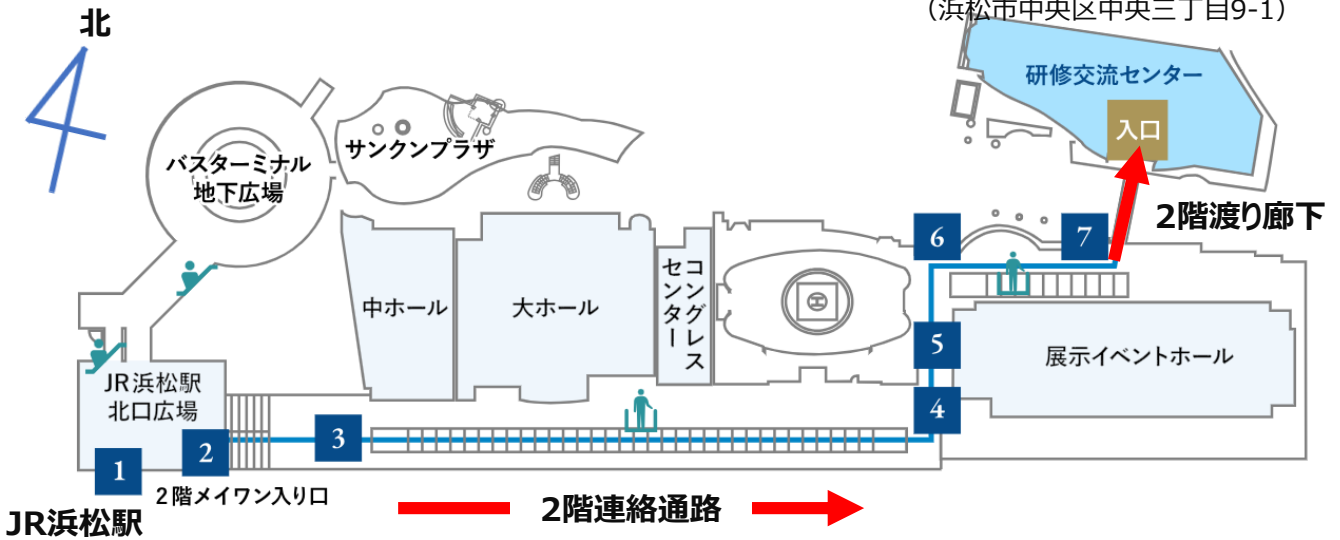 （浜松市中央区中央三丁目9-1）
北
研修交流センター
入口
サンクンプラザ
バスターミナル
地下広場
2階渡り廊下
6
7
コングレス
センター
中ホール
大ホール
5
展示イベントホール
JR浜松駅
北口広場
4
3
2
1
2階メイワン入り口
2階連絡通路
JR浜松駅